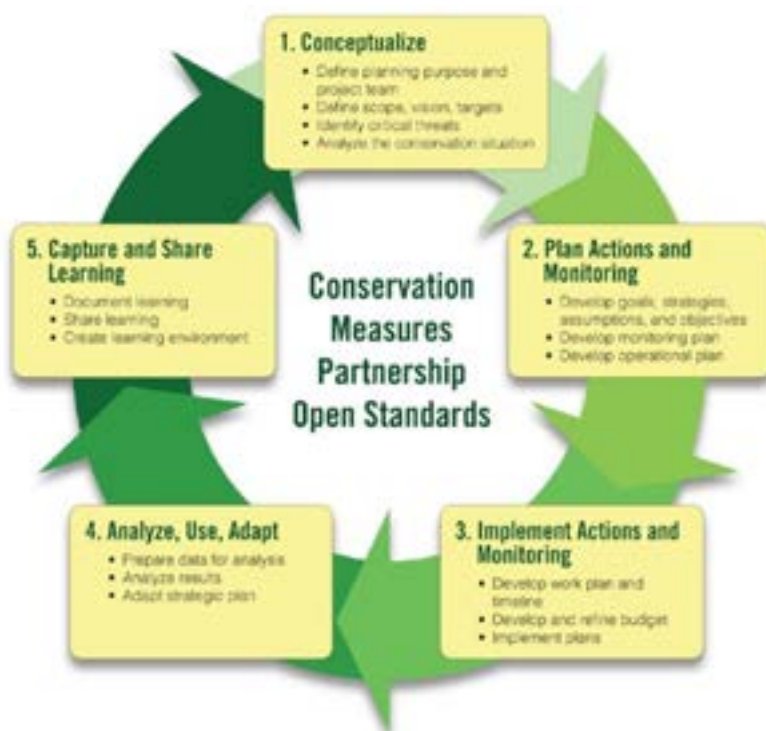 1. Conceptualize
• Define planning purpose and
project team
• Define scope, vision, targets
• Identify critical threats
• Analyze the conservation situation
2. Plan Actions and
Monitoring
• Develop goals, strategies,
assumptions, and objectives
• Develop monitoring plan
• Develop operational plan
3. Implement Actions and
Monitoring
• Develop work plan and
timeline
• Develop and refine budget
• Implement plans
4. Analyze, Use, Adapt
• Prepare data for analysis
• Analyze results
• Adapt strategic plan
5. Capture and Share
Learning
• Document learning
• Share learning
• Create learning environment
Conservation
Measures
Partnership
Open Standards